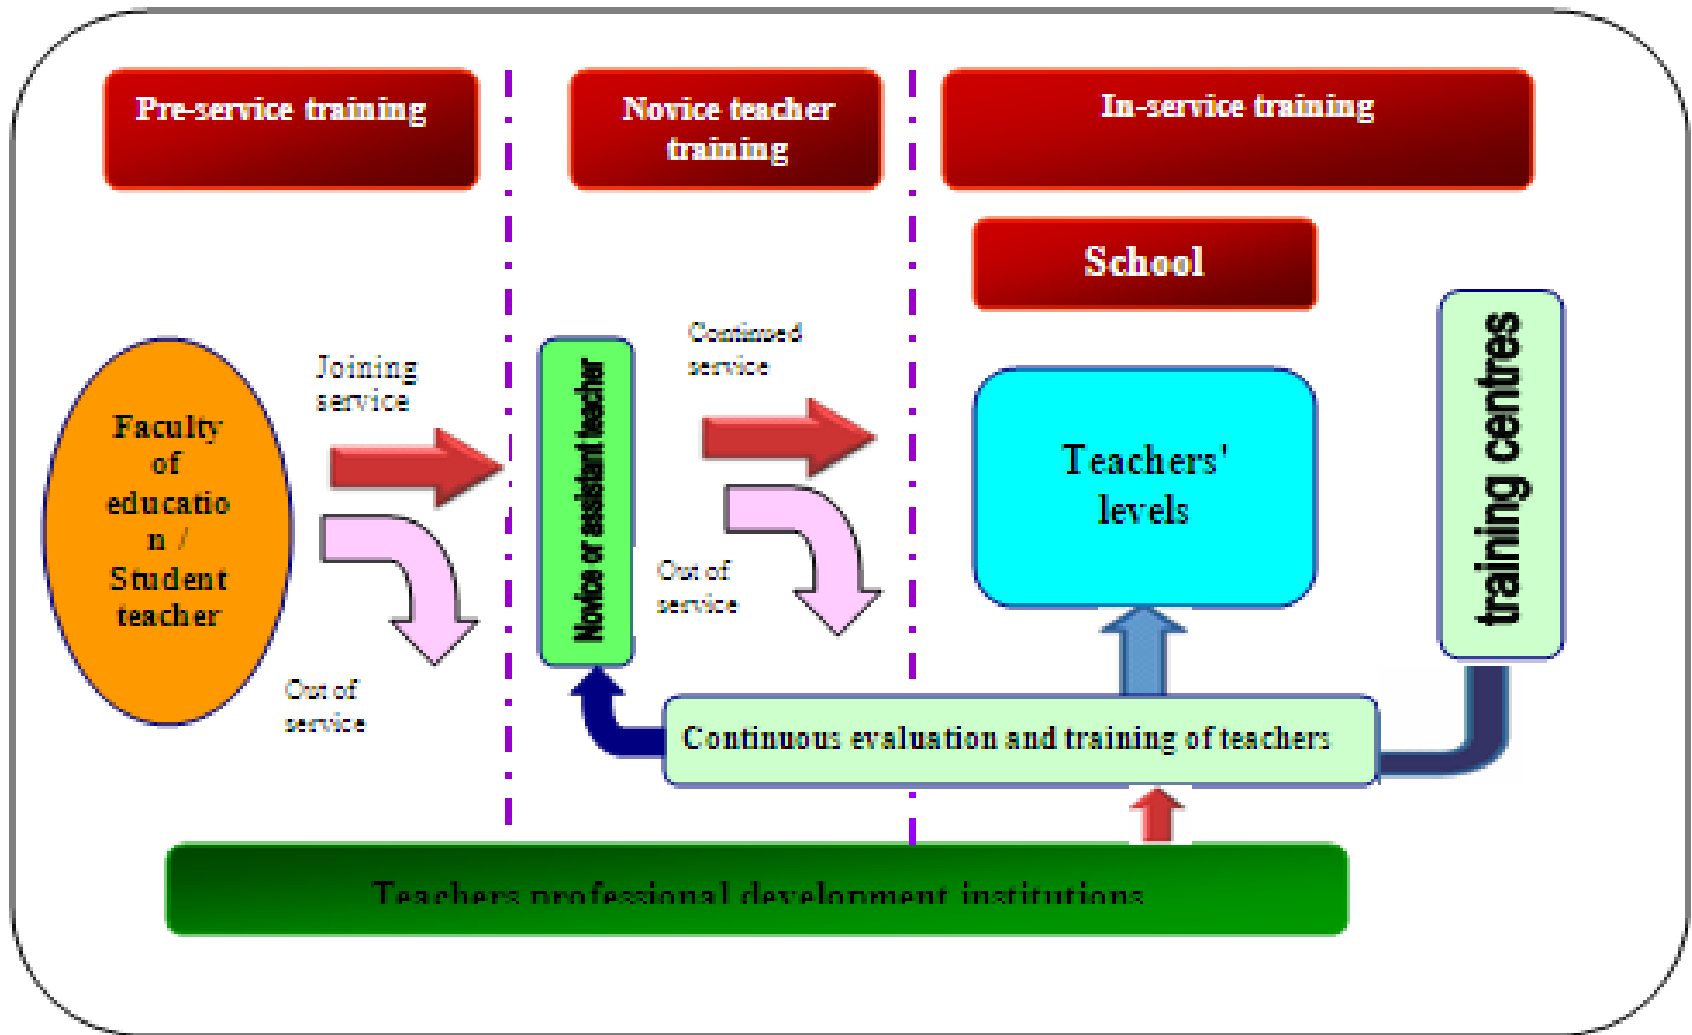 Pre-service training
Novice teacher
training
In-service training
School
Joining
service
Continued
service
Faculty
of
educatio
n /
Student
teacher
Novice or assistant teacher
Teachers'
levels
training centres
Out of
service
Out of
service
Continuous evaluation and training of teachers
Teachers professional development institutions